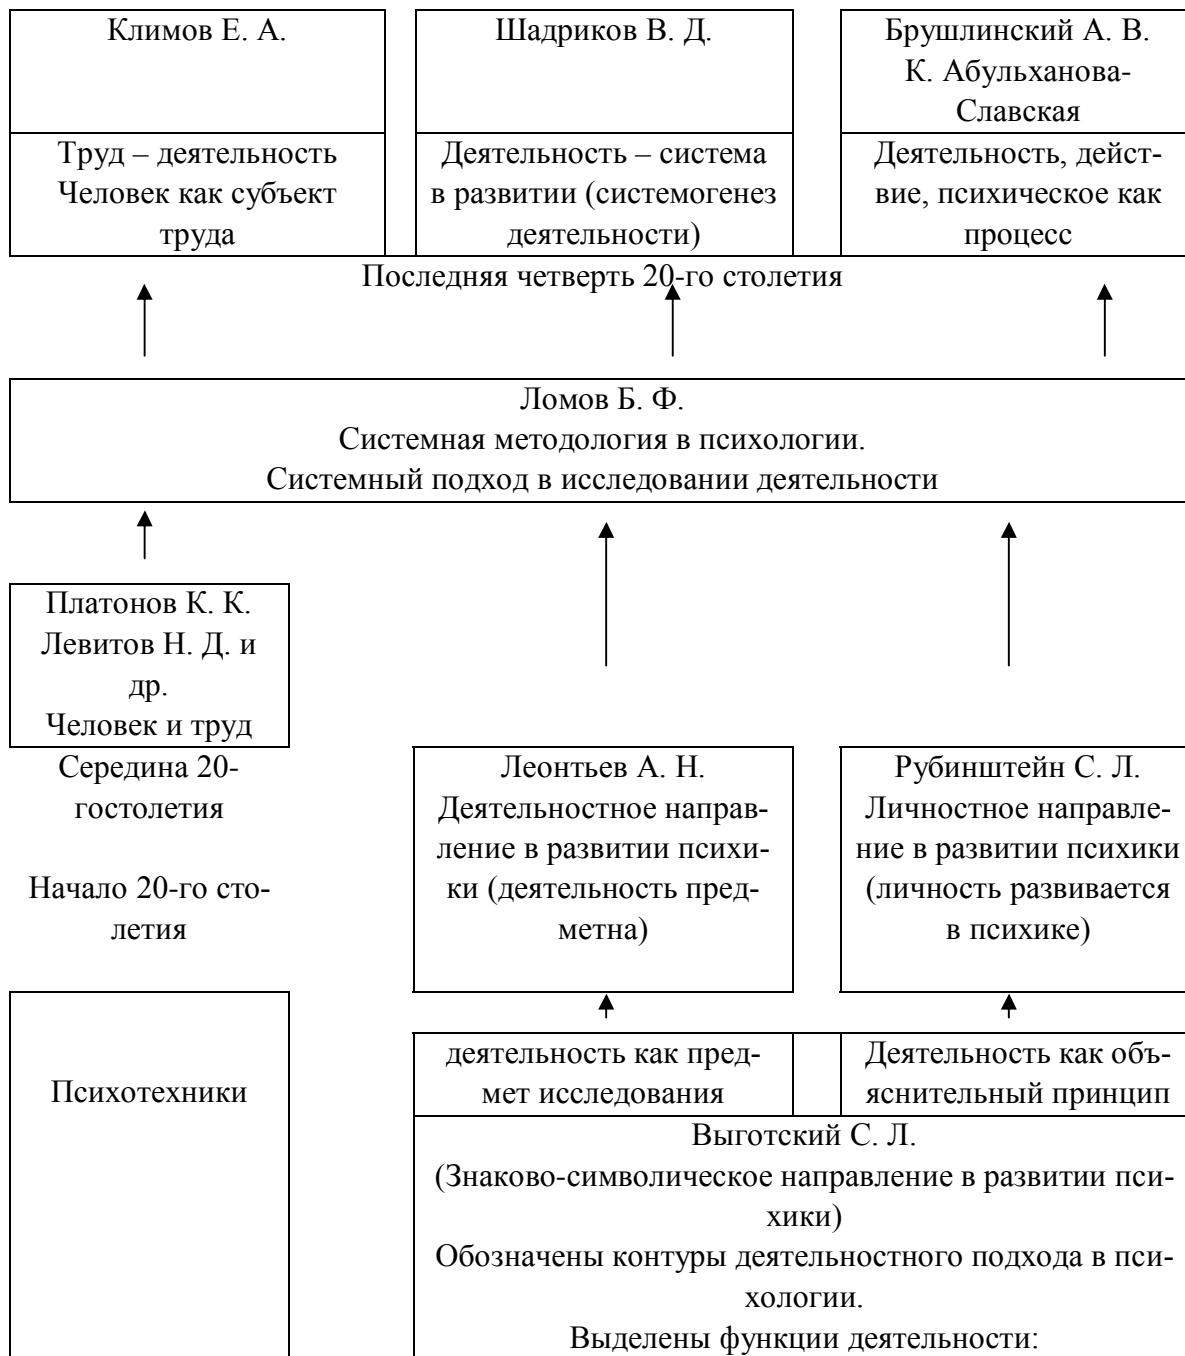 Климов Е. А.
Шадриков В. Д.
Брушлинский А. В.
К. Абульханова-
Славская
Труд – деятельность
Человек как субъект
труда
Деятельность – система
в развитии (системогенез
деятельности)
Деятельность, дейст-
вие, психическое как
процесс
Последняя четверть 20-го столетия
Ломов Б. Ф.
Системная методология в психологии.
Системный подход в исследовании деятельности
Платонов К. К.
Левитов Н. Д. и
др.
Человек и труд
Середина 20-
гостолетия
Начало 20-го сто-
летия
Леонтьев А. Н.
Деятельностное направ-
ление в развитии психи-
ки (деятельность пред-
метна)
Рубинштейн С. Л.
Личностное направле-
ние в развитии психики
(личность развивается
в психике)
Психотехники
деятельность как пред-
мет исследования
Деятельность как объ-
яснительный принцип
Выготский С. Л.
(Знаково-символическое направление в развитии пси-
хики)
Обозначены контуры деятельностного подхода в пси-
хологии.
Выделены функции деятельности: